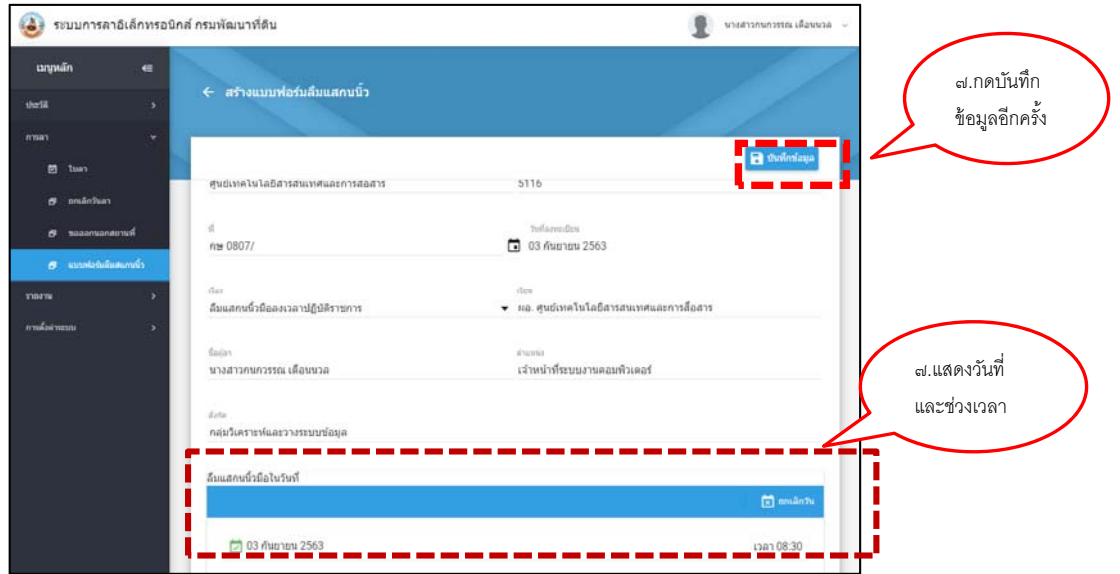 ระบบการลาอิเล็กทรอนิกส์ กรมพัฒนาที่ดิน
นางสาวกนกวรรณ เดือนนวล
เมนูหลัก
ประวัติ
การลา
ใบลา
ยกเลิกวันลา
ขอออกนอกสถานที่
แบบฟอร์มลืมสแกนนิ้ว
รายงาน
การตั้งค่าระบบ
สร้างแบบฟอร์มลืมแสกนนิ้ว
บันทึกข้อมูล
ศูนย์เทคโนโลยีสารสนเทศและการสื่อสาร 5116
ที่ วันที่ลงทะเบียน
กษ 0807/ 03 กันยายน 2563
เรื่อง เรียน
ลืมแสกนนิ้วมือลงเวลาปฏิบัติราชการ ผอ. ศูนย์เทคโนโลยีสารสนเทศและการสื่อสาร
ชื่อผู้ลา ตำแหน่ง
นางสาวกนกวรรณ เดือนนวล เจ้าหน้าที่ระบบงานคอมพิวเตอร์
สังกัด
กลุ่มวิเคราะห์และวางระบบข้อมูล
ลืมแสกนนิ้วมือในวันที่
ยกเลิกวัน
03 กันยายน 2563 เวลา 08:30
๗.กดบันทึก
ข้อมูลอีกครั้ง
๗.แสดงวันที่
และช่วงเวลา